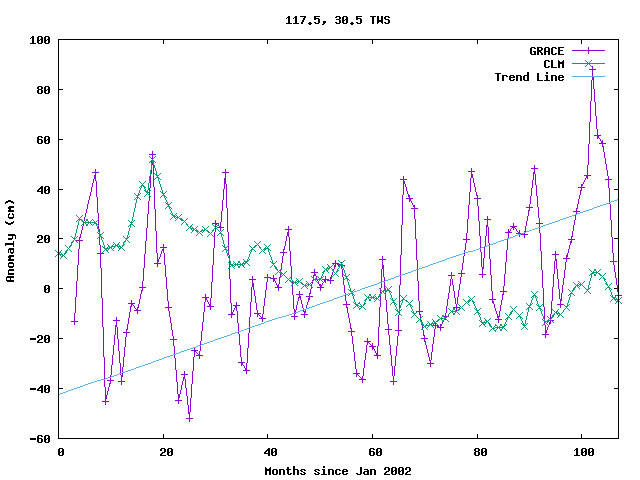 117.5, 30.5 TWS
GRACE
CLM
Trend Line
100
80
60
40
20
0
-20
-40
-60
Anomaly (cm)
0 20 40 60 80 100
Months since Jan 2002